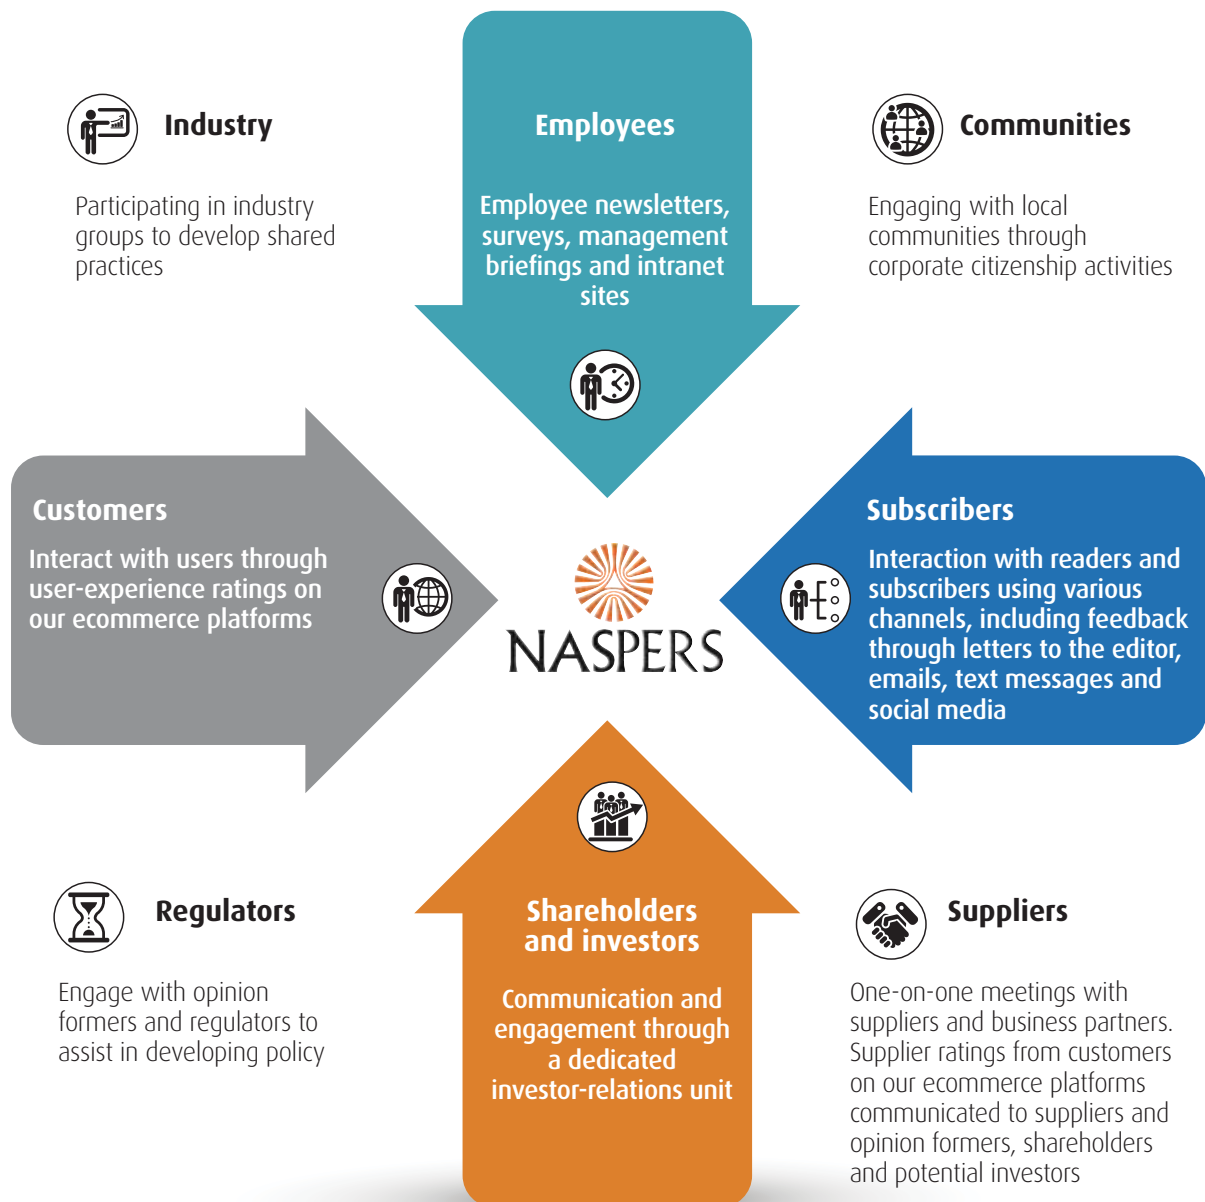 Industry
Participating in industry
groups to develop shared
practices
Employees
Employee newsletters,
surveys, management
briefings and intranet
sites
Communities
Engaging with local
communities through
corporate citizenship activities
Customers
Interact with users through
user-experience ratings on
our ecommerce platforms
NASPERS
Subscribers
Interaction with readers and
subscribers using various
channels, including feedback
through letters to the editor,
emails, text messages and
social media
Regulators
Engage with opinion
formers and regulators to
assist in developing policy
Shareholders
and investors
Communication and
engagement through
a dedicated
investor-relations unit
Suppliers
One-on-one meetings with
suppliers and business partners.
Supplier ratings from customers
on our ecommerce platforms
communicated to suppliers and
opinion formers, shareholders
and potential investors